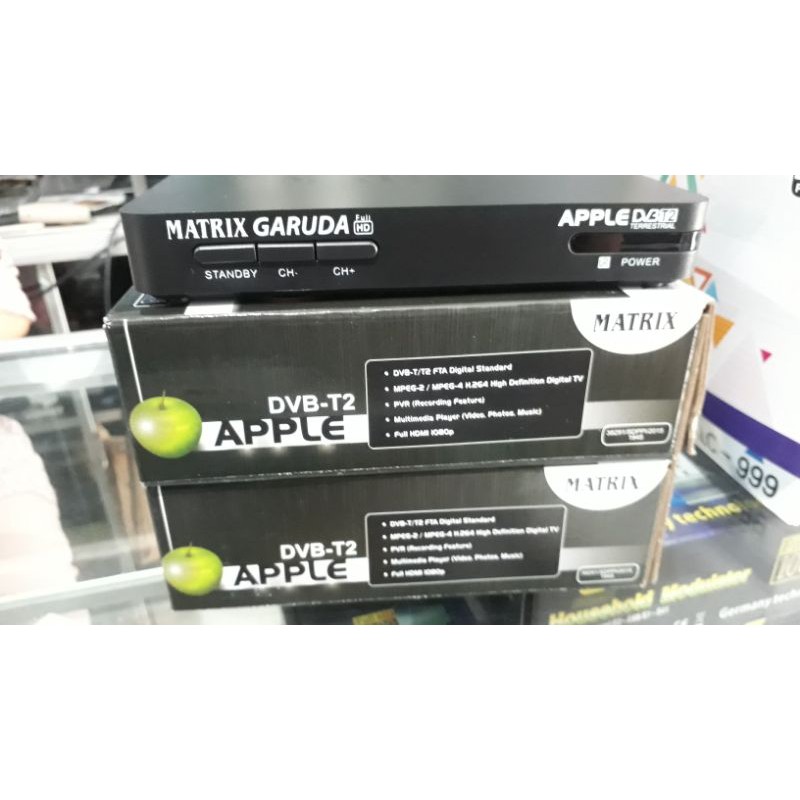 MATRIX GARUDA Full HD
APPLE DVB T2
TERRESTRIAL
STANDBY CH- CH+
POWER
MATRIX
DVB-T2
APPLE
• DVB-T/T2 FTA Digital Standard
• MPEG-2 / MPEG-4 H.264 High Definition Digital TV
• PVR (Recording Feature)
• Multimedia Player (Video, Photos, Music)
• Full HDMI 1080p
MATRIX
DVB-T2
APPLE
• DVB-T/T2 FTA Digital Standard
• MPEG-2 / MPEG-4 H.264 High Definition Digital TV
• PVR (Recording Feature)
• Multimedia Player (Video, Photos, Music)
• Full HDMI 1080p
- 999
y technology
Household Modulator
Germany techn